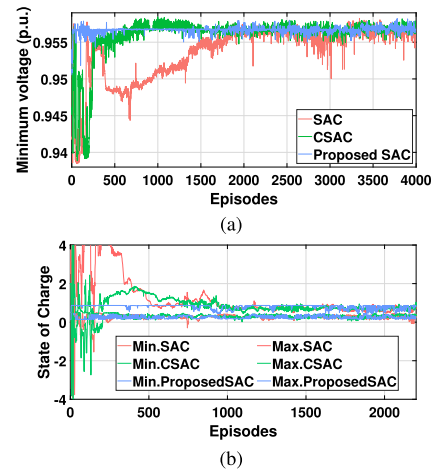 Minimum voltage (p.u.)
0.955
0.95
0.945
0.94
0 500 1000 1500 2000 2500 3000 3500 4000
SAC
CSAC
Proposed SAC
Episodes
(a)
State of Charge
4
2
0
-2
-4
0 500 1000 1500 2000
Min.SAC Max.SAC
Min.CSAC Max.CSAC
Min.ProposedSAC Max.ProposedSAC
Episodes
(b)